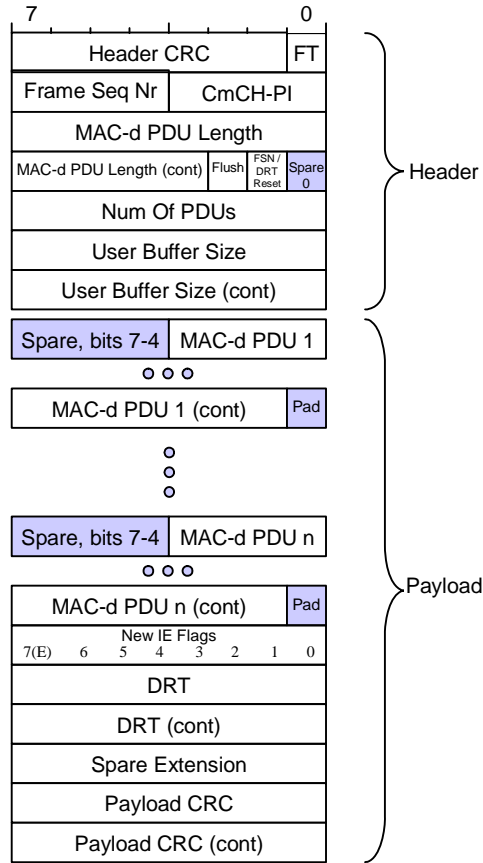 7 0
Header CRC FT
Frame Seq Nr CmCH-PI
MAC-d PDU Length
MAC-d PDU Length (cont) Flush FSN / DRT Reset Spare 0
Header
Num Of PDUs
User Buffer Size
User Buffer Size (cont)
Spare, bits 7-4 MAC-d PDU 1
MAC-d PDU 1 (cont) Pad
Spare, bits 7-4 MAC-d PDU n
Payload
MAC-d PDU n (cont) Pad
New IE Flags
7(E) 6 5 4 3 2 1 0
DRT
DRT (cont)
Spare Extension
Payload CRC
Payload CRC (cont)